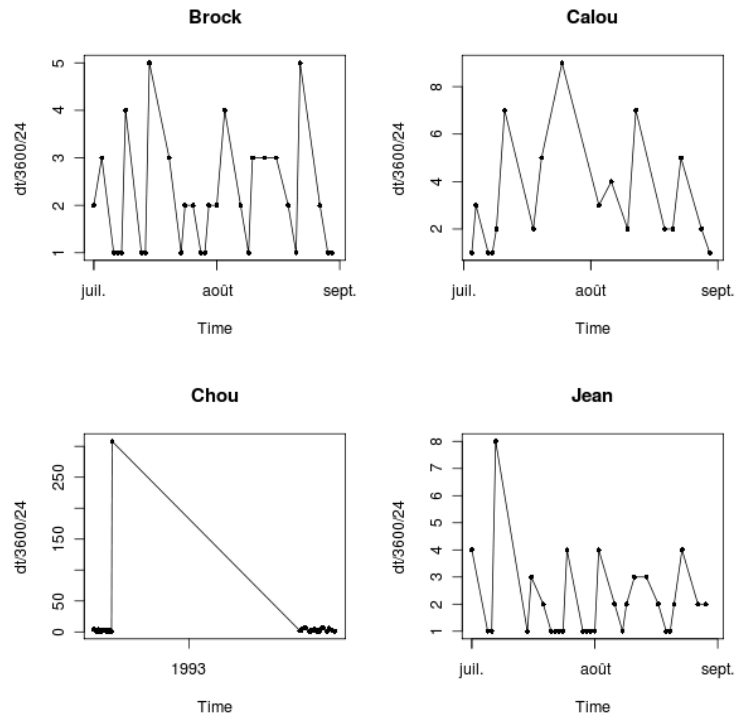 Brock
5
4
3
2
1
dt/3600/24
juil.
août
sept.
Time
Calou
8
6
4
2
dt/3600/24
juil.
août
sept.
Time
Chou
250
150
50
0
dt/3600/24
1993
Time
Jean
8
7
6
5
4
3
2
1
dt/3600/24
juil.
août
sept.
Time